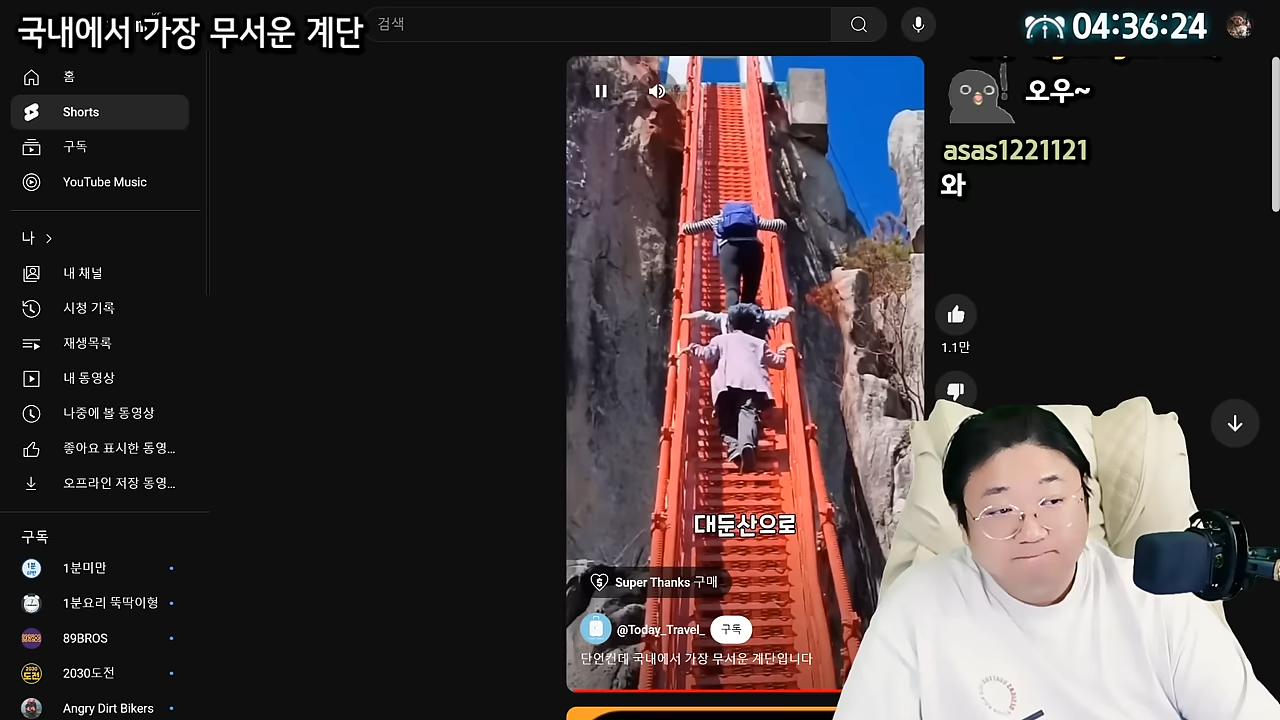 국내에서 가장 무서운 계단
검색
04:36:24
홈
Shorts
구독
YouTube Music
나
내 채널
시청 기록
재생목록
내 동영상
나중에 볼 동영상
좋아요 표시한 동영...
오프라인 저장 동영...
구독
1분미만
1분요리 뚝딱이형
89BROS
2030도전
Angry Dirt Bikers
대둔산으로
Super Thanks 구매
@Today_Travel_ 구독
단언컨데 국내에서 가장 무서운 계단입니다
오우~
asas1221121
와
1.1만